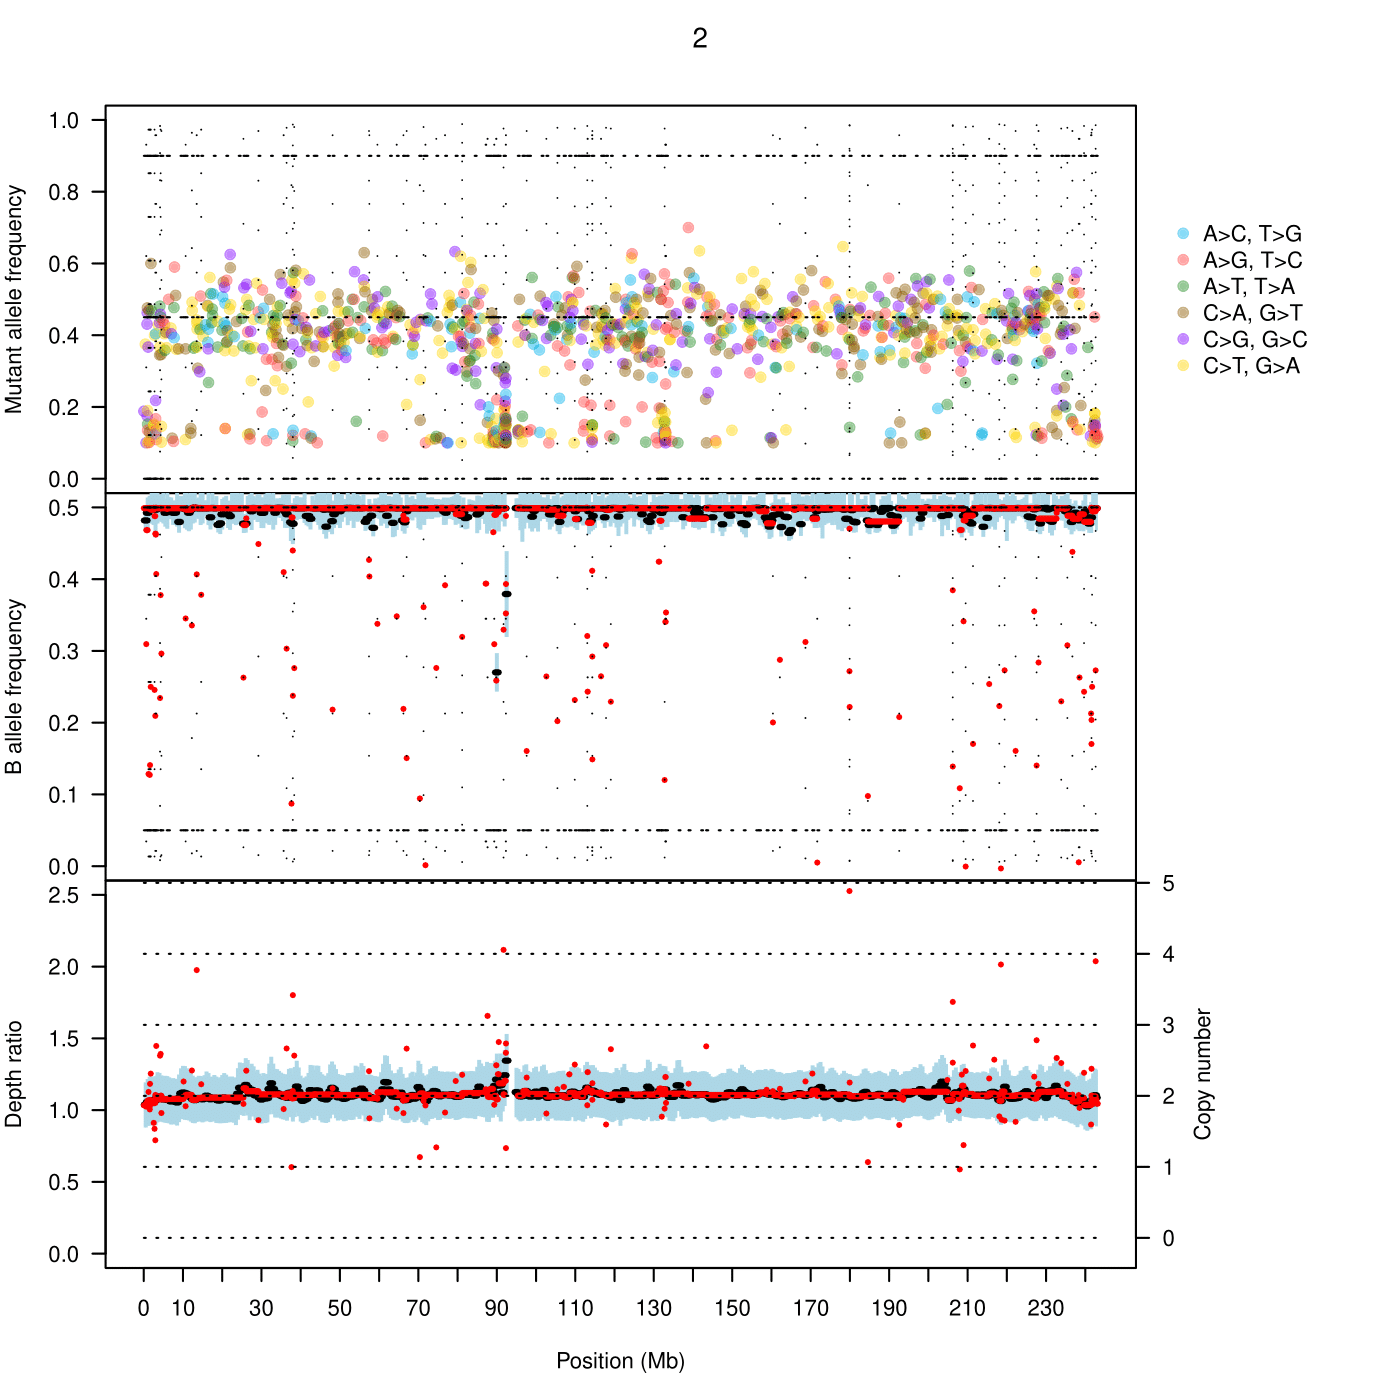 2
Mutant allele frequency
1.0
0.8
0.6
0.4
0.2
0.0
A>C, T>G
A>G, T>C
A>T, T>A
C>A, G>T
C>G, G>C
C>T, G>A
B allele frequency
0.5
0.4
0.3
0.2
0.1
0.0
Depth ratio
2.5
2.0
1.5
1.0
0.5
0.0
5
4
3
2
1
0
Copy number
0 10 30 50 70 90 110 130 150 170 190 210 230
Position (Mb)